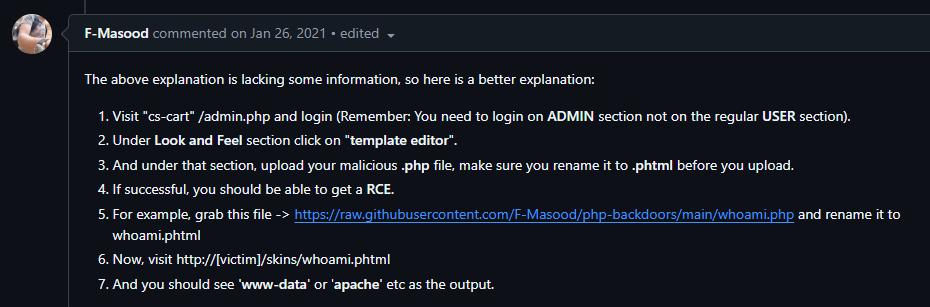 F-Masood commented on Jan 26, 2021 • edited
The above explanation is lacking some information, so here is a better explanation:
1. Visit "cs-cart" /admin.php and login (Remember: You need to login on ADMIN section not on the regular USER section).
2. Under Look and Feel section click on "template editor".
3. And under that section, upload your malicious .php file, make sure you rename it to .phtml before you upload.
4. If successful, you should be able to get a RCE.
5. For example, grab this file -> https://raw.githubusercontent.com/F-Masood/php-backdoors/main/whoami.php and rename it to
whoami.phtml
6. Now, visit http://[victim]/skins/whoami.phtml
7. And you should see 'www-data' or 'apache' etc as the output.